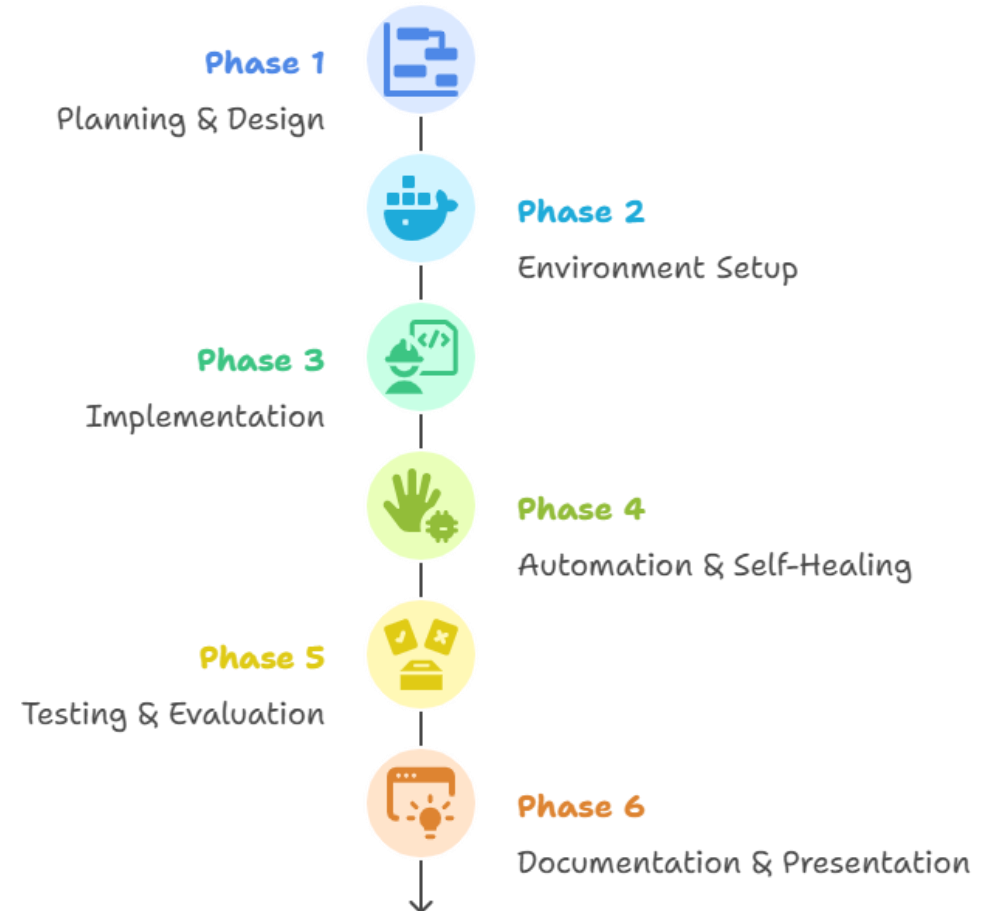 Phase 1
Planning & Design
Phase 2
Environment Setup
Phase 3
Implementation
Phase 4
Automation & Self-Healing
Phase 5
Testing & Evaluation
Phase 6
Documentation & Presentation